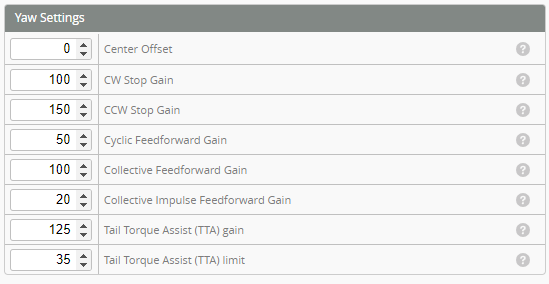 Yaw Settings
0 Center Offset ?
100 CW Stop Gain ?
150 CCW Stop Gain ?
50 Cyclic Feedforward Gain ?
100 Collective Feedforward Gain ?
20 Collective Impulse Feedforward Gain ?
125 Tail Torque Assist (TTA) gain ?
35 Tail Torque Assist (TTA) limit ?